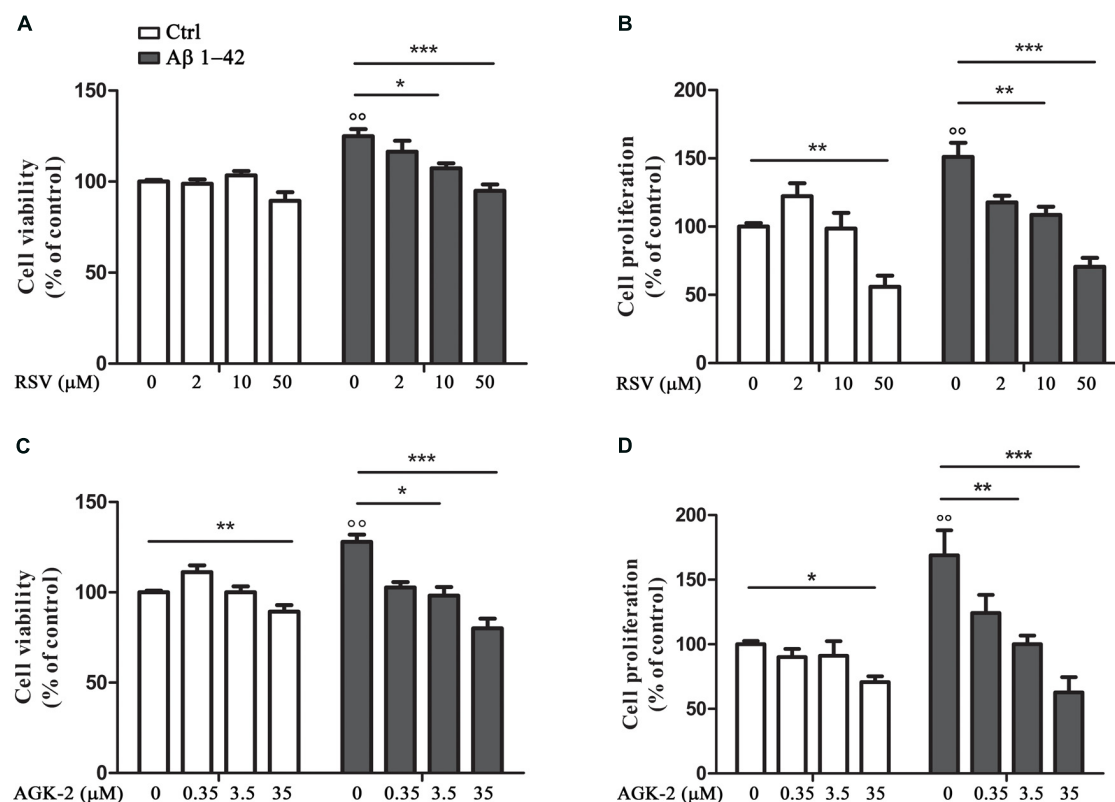 A
Ctrl
Aβ 1–42
***
*
°°
150
100
50
0
Cell viability
(% of control)
RSV (μM) 0 2 10 50 0 2 10 50
B
***
**
**
°°
200
150
100
50
0
Cell proliferation
(% of control)
RSV (μM) 0 2 10 50 0 2 10 50
C
***
*
**
°°
150
100
50
0
Cell viability
(% of control)
AGK-2 (μM) 0 0.35 3.5 35 0 0.35 3.5 35
D
***
**
*
°°
200
150
100
50
0
Cell proliferation
(% of control)
AGK-2 (μM) 0 0.35 3.5 35 0 0.35 3.5 35